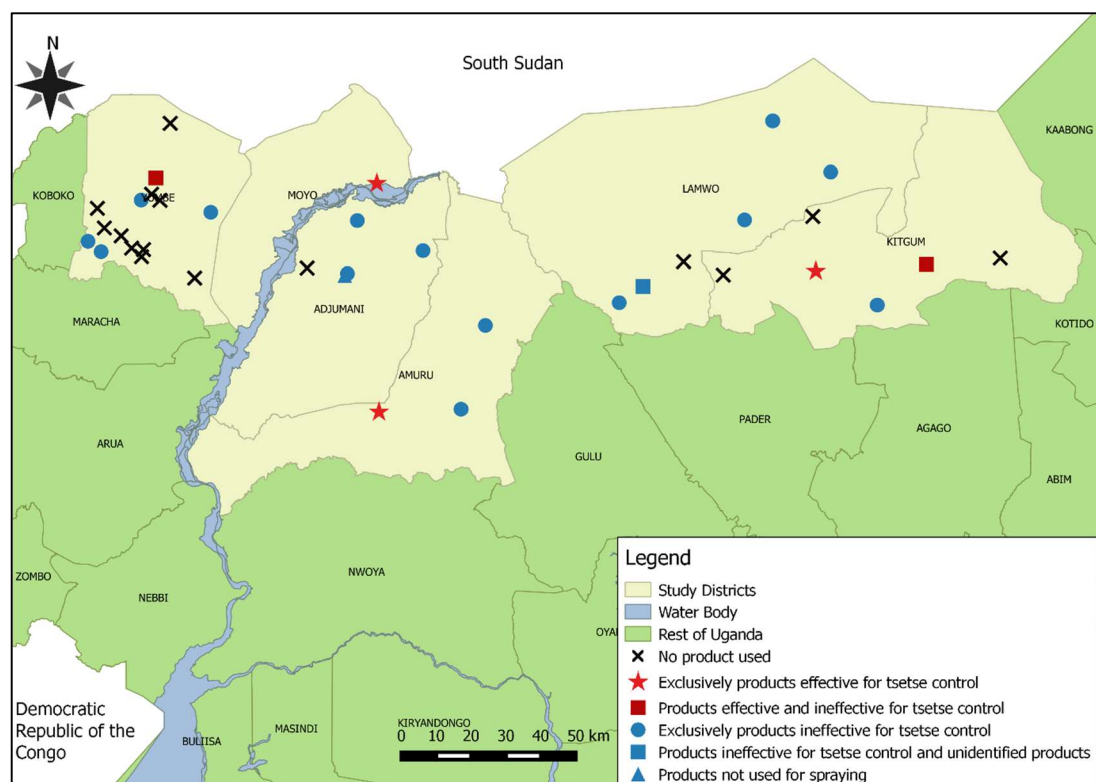 N
South Sudan
KAABONG
KOBOKO
MOYO
LAMWO
KITGUM
ADJUMANI
MARACHA
KOTIDO
AMURU
PADER
AGAGO
ARUA
GULU
ABIM
ZOMBO
NEBBI
NWOYA
Democratic
Republic of the
Congo
BULIISA
MASINDI
KIRYANDONGO
0 10 20 30 40 50 km
Legend
Study Districts
Water Body
Rest of Uganda
No product used
Exclusively products effective for tsetse control
Products effective and ineffective for tsetse control
Exclusively products ineffective for tsetse control
Products ineffective for tsetse control and unidentified products
Products not used for spraying